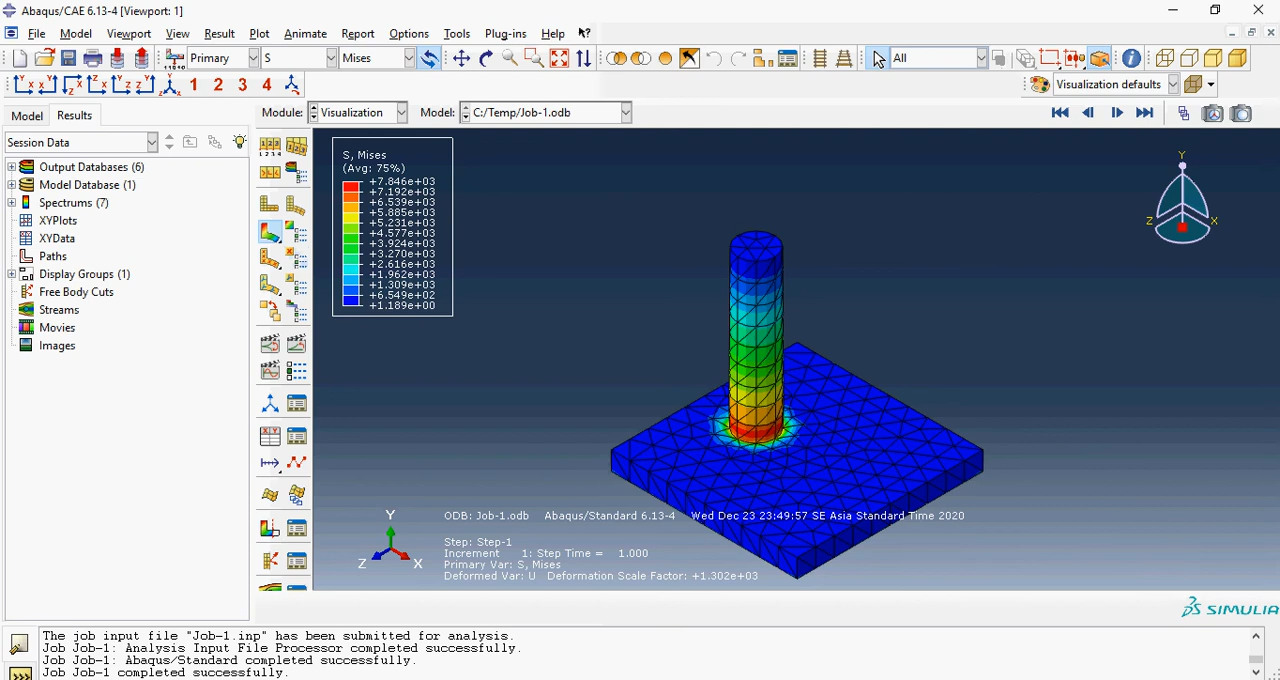 Abaqus/CAE 6.13-4 [Viewport: 1]
File Model Viewport View Result Plot Animate Report Options Tools Plug-ins Help
Primary S Mises All
1 2 3 4 Visualization defaults
Model Results Module: Visualization Model: C:/Temp/Job-1.odb
Session Data
Output Databases (6)
Model Database (1)
Spectrums (7)
XYPlots
XYData
Paths
Display Groups (1)
Free Body Cuts
Streams
Movies
Images
S, Mises
(Avg: 75%)
+7.846e+03
+7.192e+03
+6.539e+03
+5.885e+03
+5.231e+03
+4.577e+03
+3.924e+03
+3.270e+03
+2.616e+03
+1.962e+03
+1.309e+03
+6.549e+02
+1.189e+00
Y
Z X
Y
Z X
ODB: Job-1.odb Abaqus/Standard 6.13-4 Wed Dec 23 23:49:57 SE Asia Standard Time 2020
Step: Step-1
Increment 1: Step Time = 1.000
Primary Var: S, Mises
Deformed Var: U Deformation Scale Factor: +1.302e+03
SIMULIA
The job input file "Job-1.inp" has been submitted for analysis.
Job Job-1: Analysis Input File Processor completed successfully.
Job Job-1: Abaqus/Standard completed successfully.
Job Job-1 completed successfully.